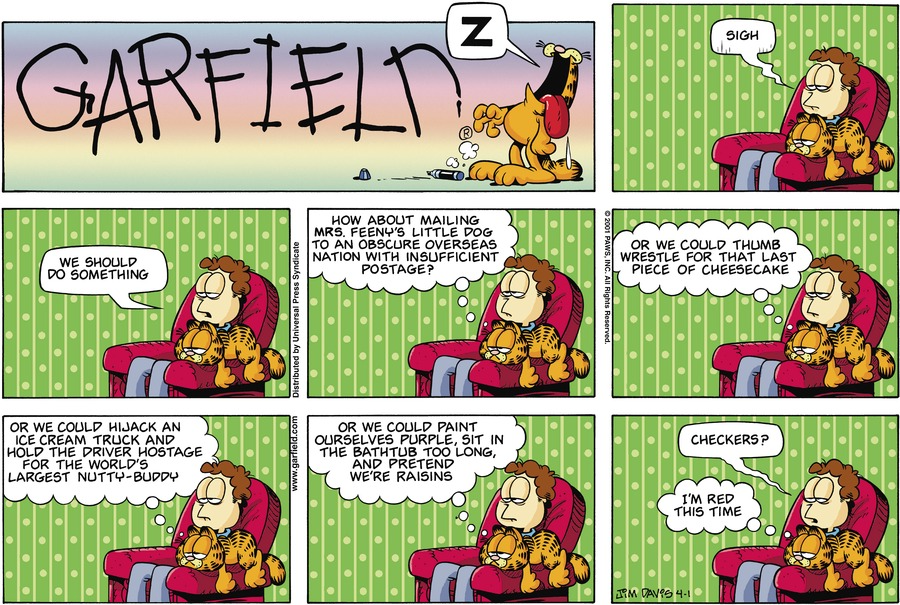 GARFIELD
Z
®
SIGH
WE SHOULD
DO SOMETHING
Distributed by Universal Press Syndicate
HOW ABOUT MAILING
MRS. FEENY'S LITTLE DOG
TO AN OBSCURE OVERSEAS
NATION WITH INSUFFICIENT
POSTAGE?
© 2001 PAWS, INC. All Rights Reserved.
OR WE COULD THUMB
WRESTLE FOR THAT LAST
PIECE OF CHEESECAKE
OR WE COULD HIJACK AN
ICE CREAM TRUCK AND
HOLD THE DRIVER HOSTAGE
FOR THE WORLD'S
LARGEST NUTTY-BUDDY
www.garfield.com
OR WE COULD PAINT
OURSELVES PURPLE, SIT IN
THE BATHTUB TOO LONG,
AND PRETEND
WE'RE RAISINS
CHECKERS?
I'M RED
THIS TIME
JIM DAVIS 4-1